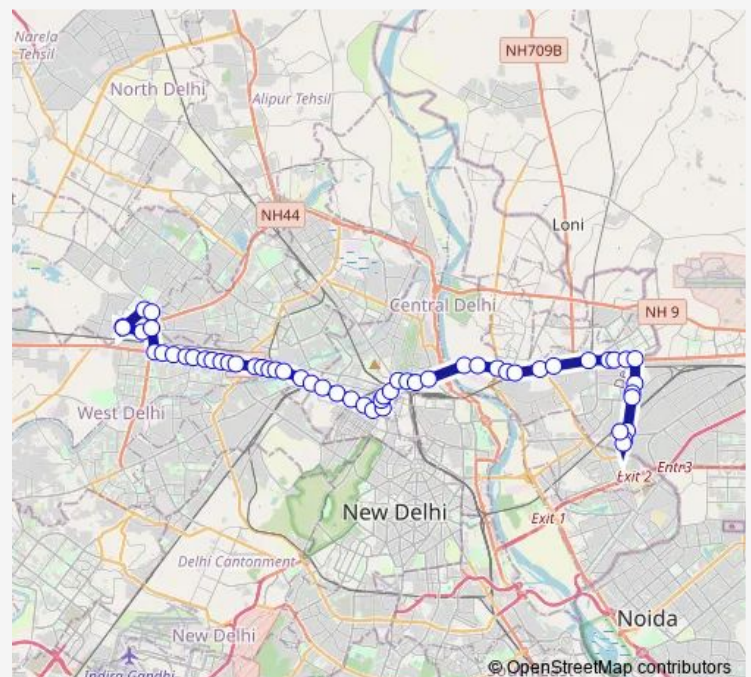 Narela
Tehsil
North Delhi
Alipur Tehsil
NH709B
NH44
Loni
Central Delhi
NH 9
West Delhi
New Delhi
Exit 2
Entr3
Exit 1
Delhi Cantonment
New Delhi
Noida
Indira Gandhi
© OpenStreetMap contributors